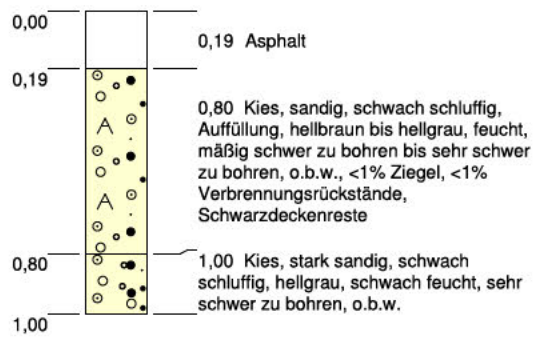 0,00
0,19 Asphalt
0,19
0,80 Kies, sandig, schwach schluffig,
Auffüllung, hellbraun bis hellgrau, feucht,
mäßig schwer zu bohren bis sehr schwer
zu bohren, o.b.w., <1% Ziegel, <1%
Verbrennungsrückstände,
Schwarzdeckenreste
0,80
1,00 Kies, stark sandig, schwach
schluffig, hellgrau, schwach feucht, sehr
schwer zu bohren, o.b.w.
1,00